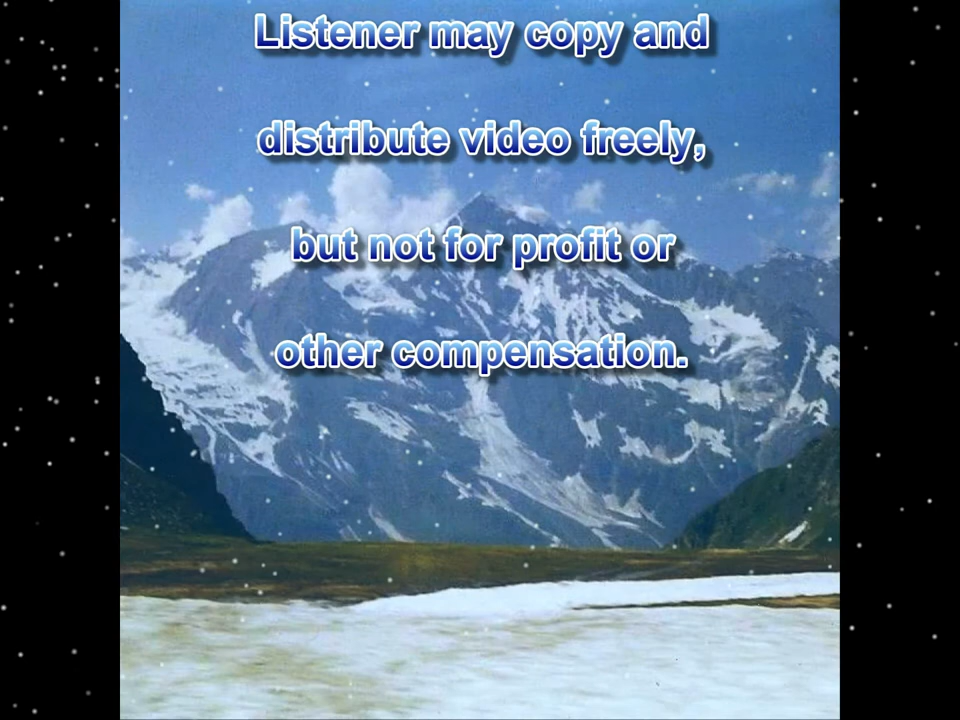 Listener may copy and
distribute video freely,
but not for profit or
other compensation.